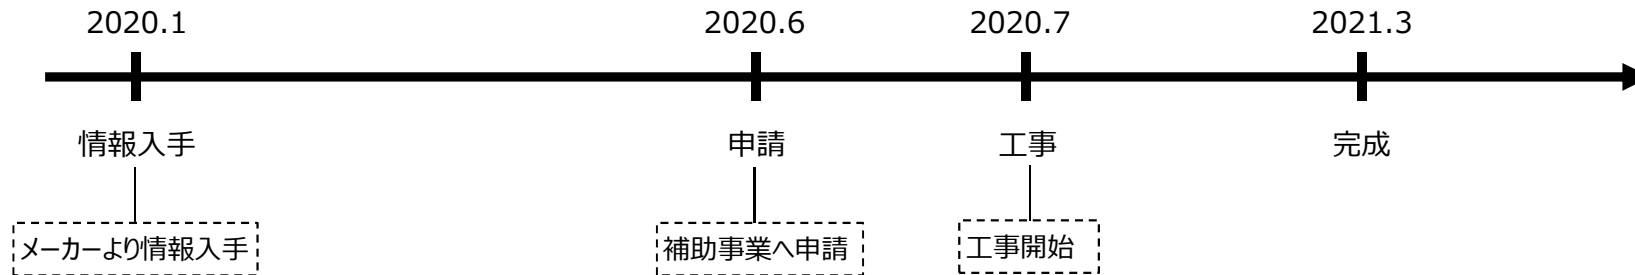 2020.1
2020.6
2020.7
2021.3
情報入手
申請
工事
完成
メーカーより情報入手
補助事業へ申請
工事開始